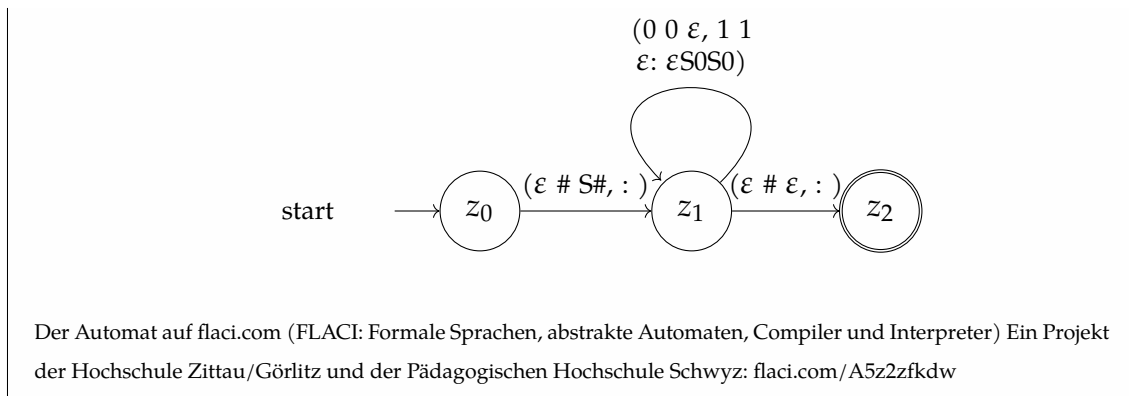 (0 0 ε, 1 1
ε: εS0S0)
(ε # S#, : )
(ε # ε, : )
start
z0
z1
z2
Der Automat auf flaci.com (FLACI: Formale Sprachen, abstrakte Automaten, Compiler und Interpreter) Ein Projekt
der Hochschule Zittau/Görlitz und der Pädagogischen Hochschule Schwyz: flaci.com/A5z2zfkdw